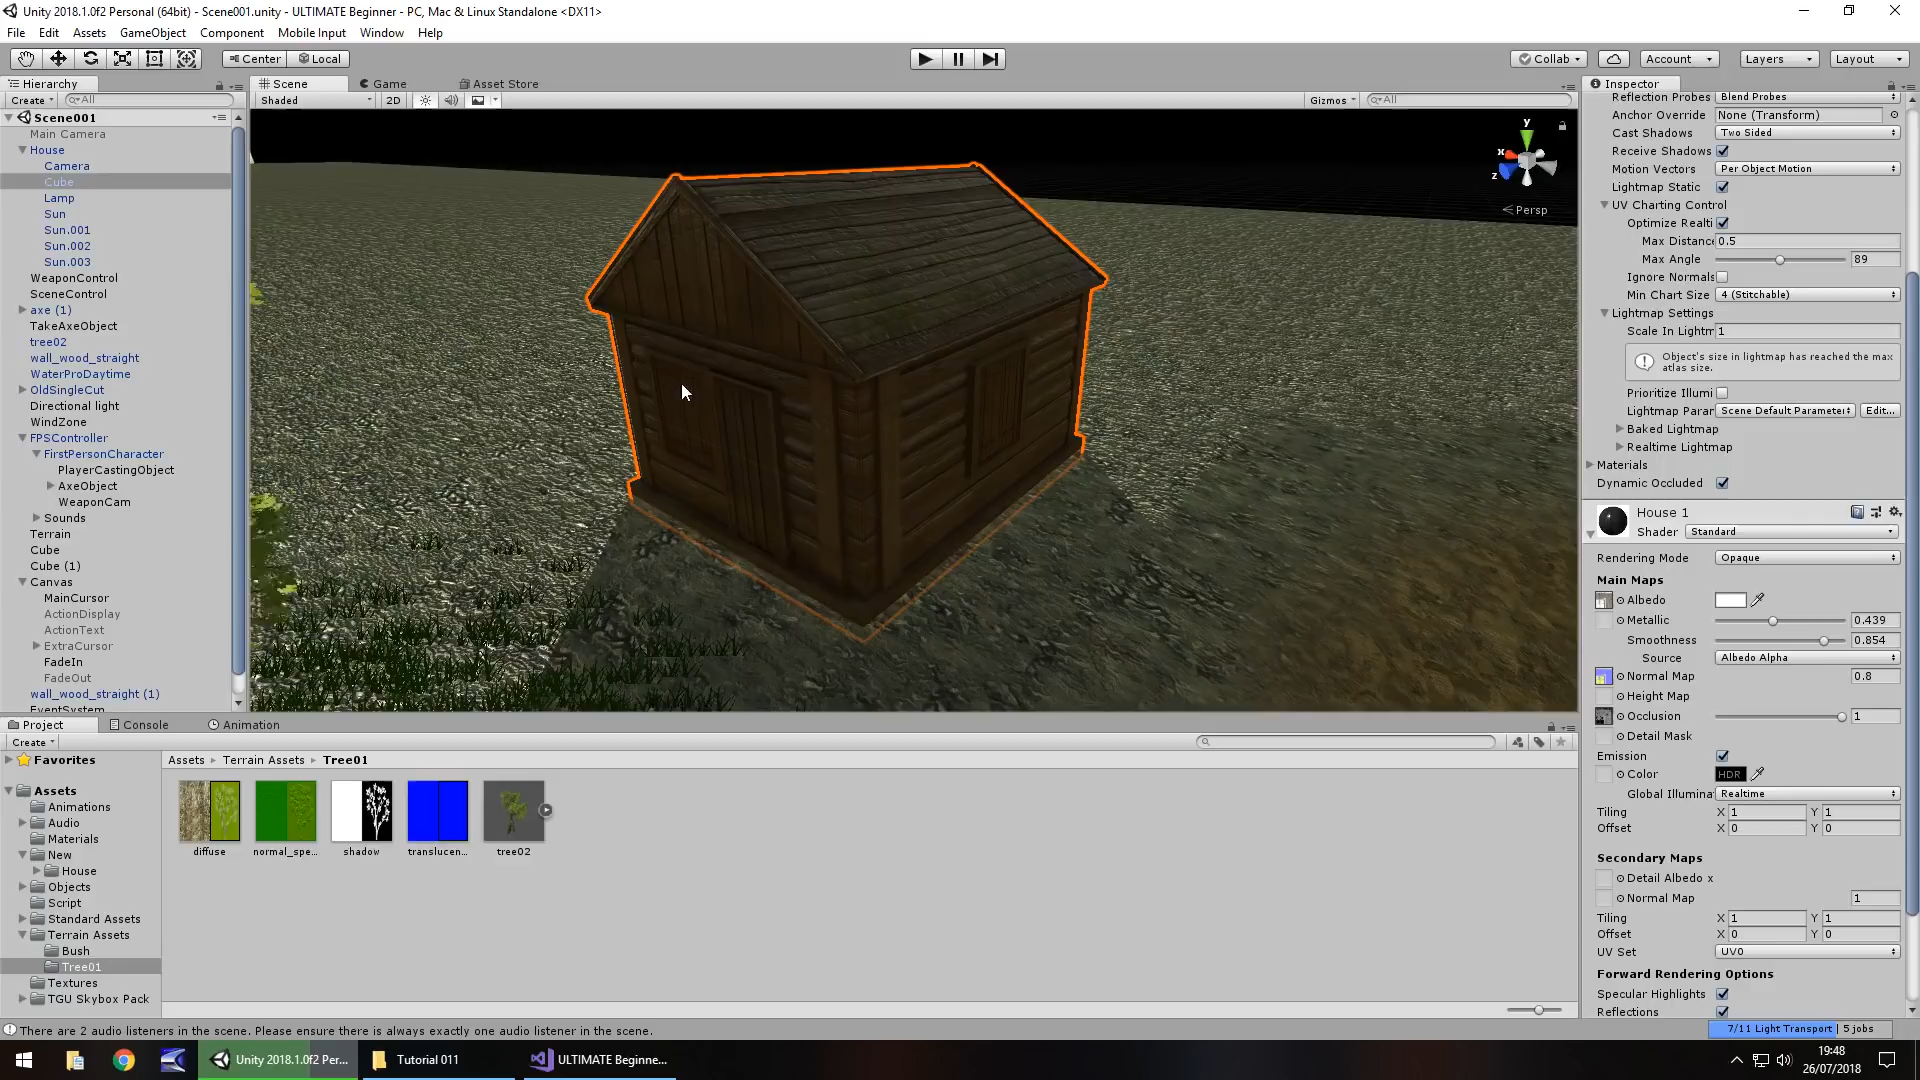 Unity 2018.1.0f2 Personal (64bit) - Scene001.unity - ULTIMATE Beginner - PC, Mac & Linux Standalone <DX11>
File Edit Assets GameObject Component Mobile Input Window Help
Center Local Collab Account Layers Layout
Hierarchy
Create All
Scene001
Main Camera
House
Camera
Cube
Lamp
Sun
Sun.001
Sun.002
Sun.003
WeaponControl
SceneControl
axe (1)
TakeAxeObject
tree02
wall_wood_straight
WaterProDaytime
OldSingleCut
Directional light
WindZone
FPSController
FirstPersonCharacter
PlayerCastingObject
AxeObject
WeaponCam
Sounds
Terrain
Cube
Cube (1)
Canvas
MainCursor
ActionDisplay
ActionText
ExtraCursor
FadeIn
FadeOut
wall_wood_straight (1)
EventSystem
Scene Game Asset Store
Shaded 2D Gizmos All
y
x
z
Persp
Inspector
Reflection Probes Blend Probes
Anchor Override None (Transform)
Cast Shadows Two Sided
Receive Shadows
Motion Vectors Per Object Motion
Lightmap Static
UV Charting Control
Optimize Realti
Max Distanc 0.5
Max Angle 89
Ignore Normals
Min Chart Size 4 (Stitchable)
Lightmap Settings
Scale In Lightm 1
Object's size in lightmap has reached the max
atlas size.
Prioritize Illumi
Lightmap Parar Scene Default Parameter Edit...
Baked Lightmap
Realtime Lightmap
Materials
Dynamic Occluded
House 1
Shader Standard
Rendering Mode Opaque
Main Maps
Albedo
Metallic 0.439
Smoothness 0.854
Source Albedo Alpha
Normal Map 0.8
Height Map
Occlusion 1
Detail Mask
Emission
Color HDR
Global Illuminat Realtime
Tiling X 1 Y 1
Offset X 0 Y 0
Secondary Maps
Detail Albedo x
Normal Map 1
Tiling X 1 Y 1
Offset X 0 Y 0
UV Set UV0
Forward Rendering Options
Specular Highlights
Reflections
Project Console Animation
Create
Favorites
Assets
Animations
Audio
Materials
New
House
Objects
Script
Standard Assets
Terrain Assets
Bush
Tree01
Textures
TGU Skybox Pack
Assets Terrain Assets Tree01
diffuse normal_spe... shadow translucen... tree02
There are 2 audio listeners in the scene. Please ensure there is always exactly one audio listener in the scene.
7/11 Light Transport | 5 jobs
Unity 2018.1.0f2 Per... Tutorial 011 ULTIMATE Beginne...
19:48
26/07/2018